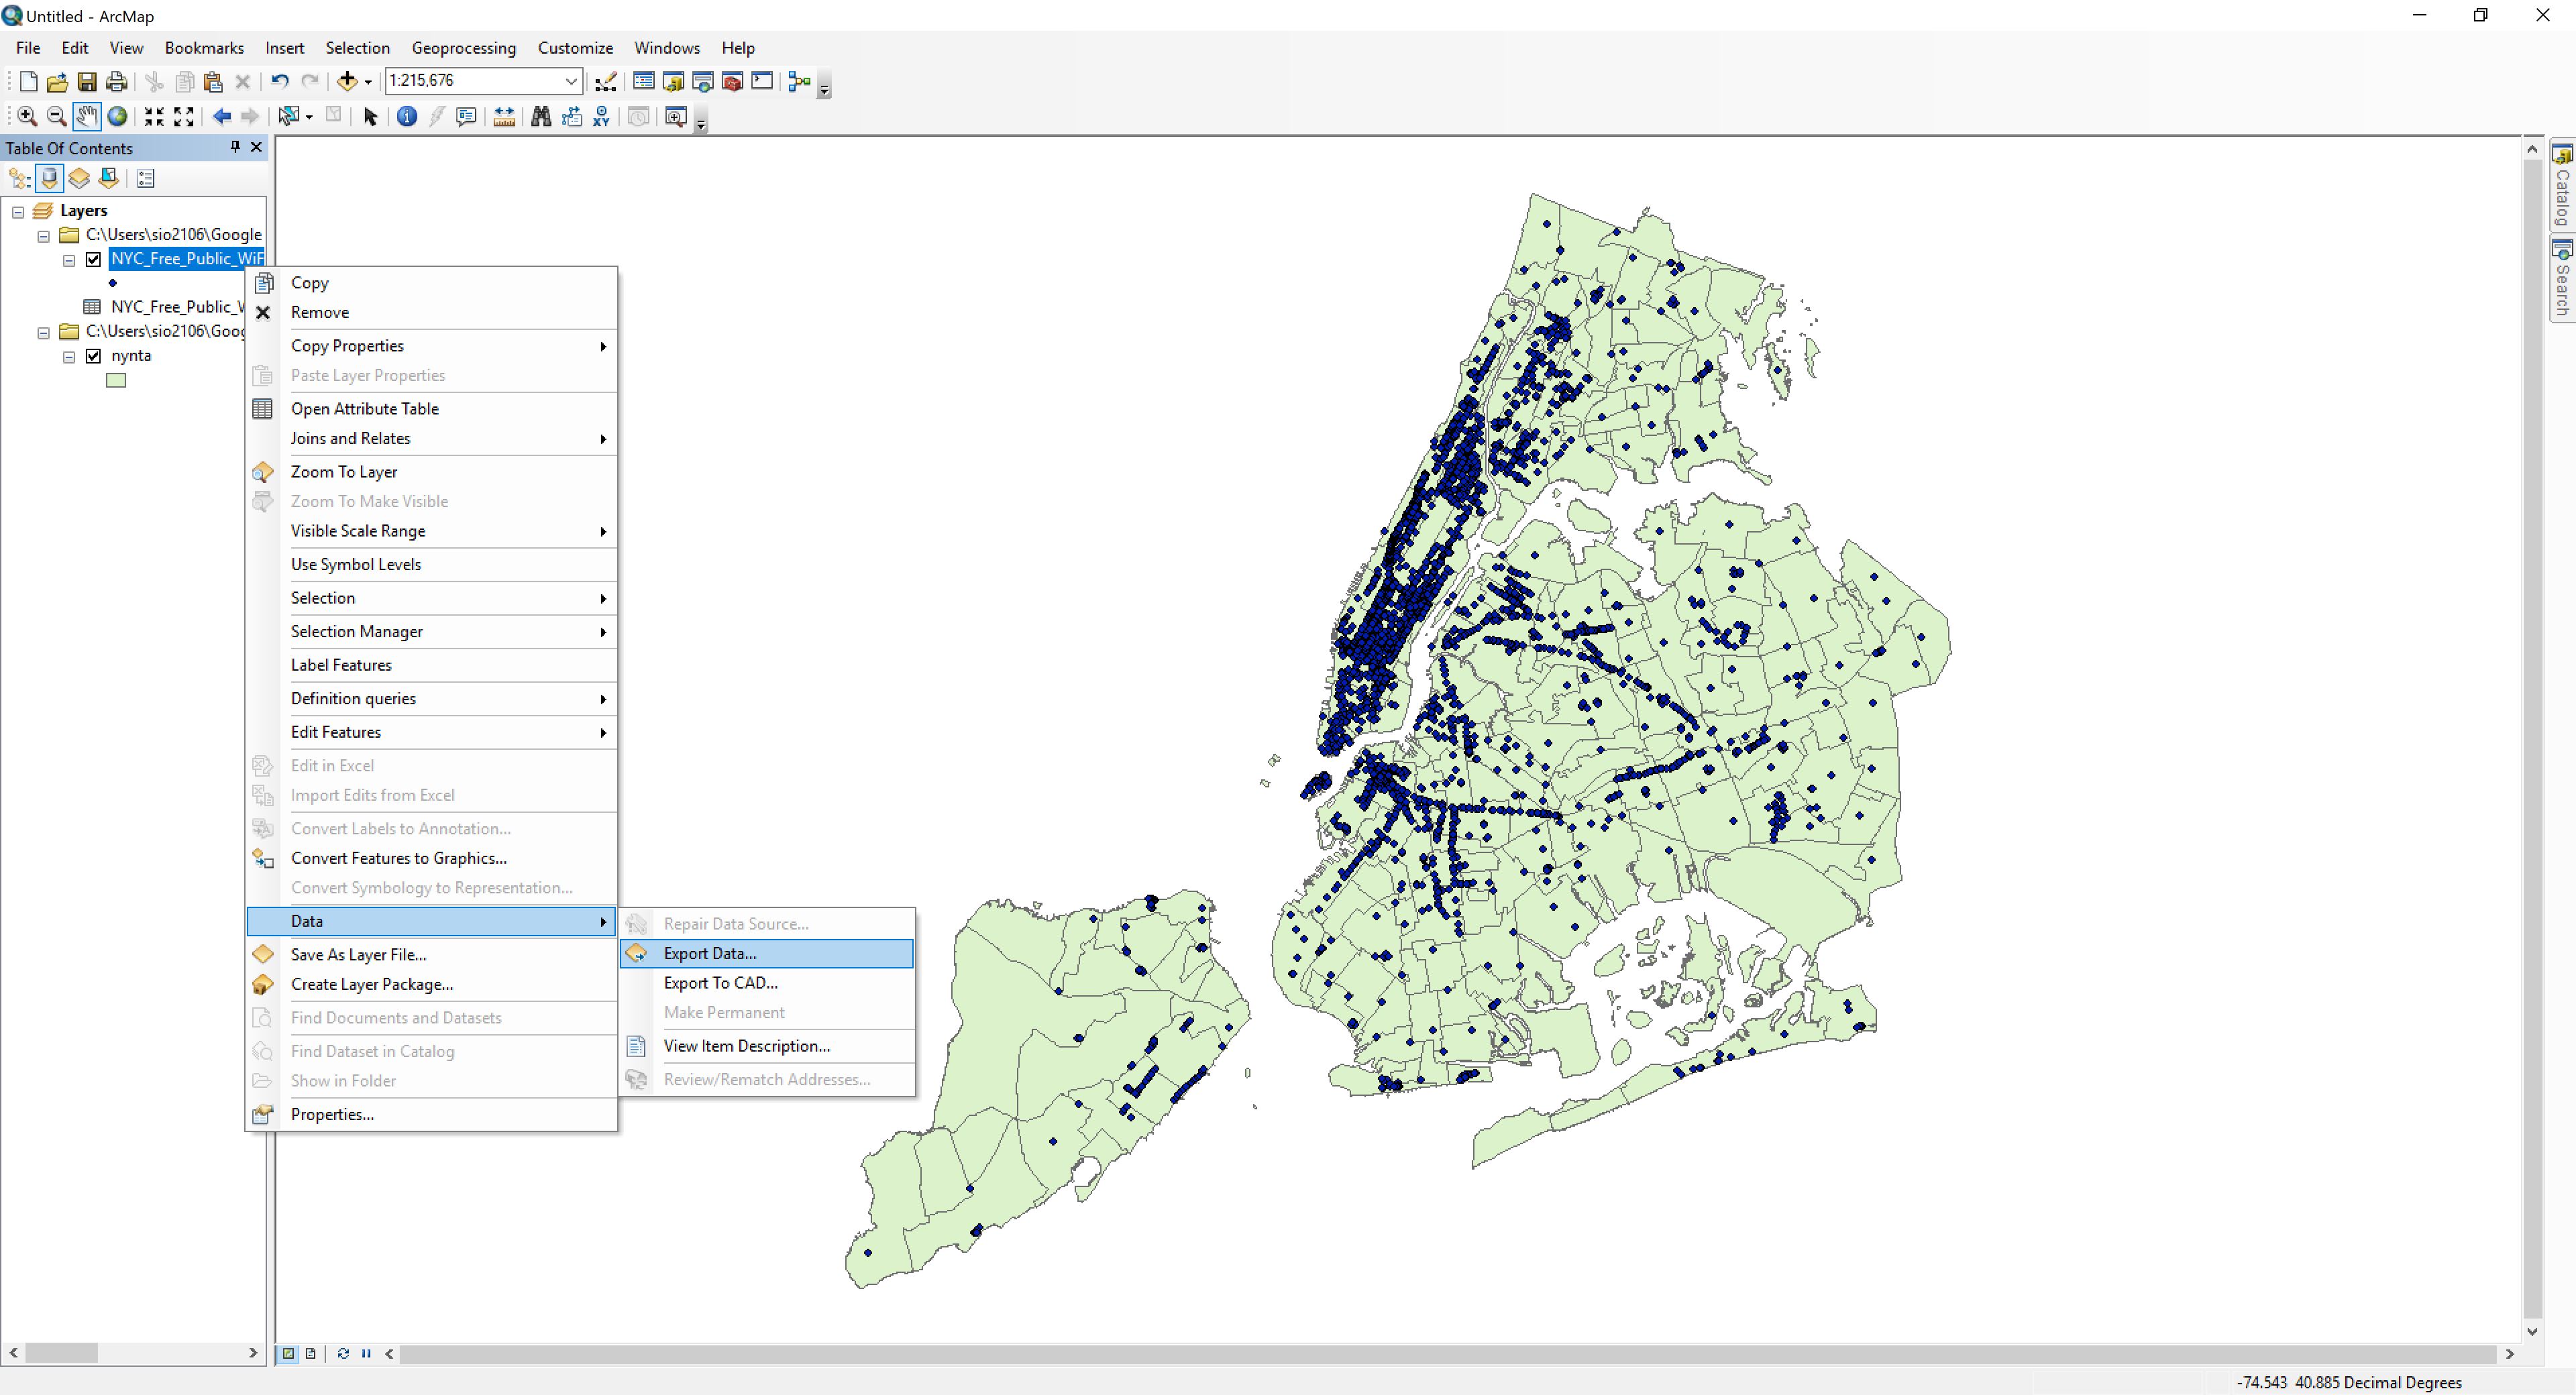 Untitled - ArcMap
File Edit View Bookmarks Insert Selection Geoprocessing Customize Windows Help
1:215,676
XY
Table Of Contents
Layers
C:\Users\sio2106\Google
NYC_Free_Public_WiF
NYC_Free_Public_W
C:\Users\sio2106\Goog
nynta
Copy
Remove
Copy Properties
Paste Layer Properties
Open Attribute Table
Joins and Relates
Zoom To Layer
Zoom To Make Visible
Visible Scale Range
Use Symbol Levels
Selection
Selection Manager
Label Features
Definition queries
Edit Features
Edit in Excel
Import Edits from Excel
Convert Labels to Annotation...
Convert Features to Graphics...
Convert Symbology to Representation...
Data
Save As Layer File...
Create Layer Package...
Find Documents and Datasets
Find Dataset in Catalog
Show in Folder
Properties...
Repair Data Source...
Export Data...
Export To CAD...
Make Permanent
View Item Description...
Review/Rematch Addresses...
Catalog
Search
-74.543 40.885 Decimal Degrees